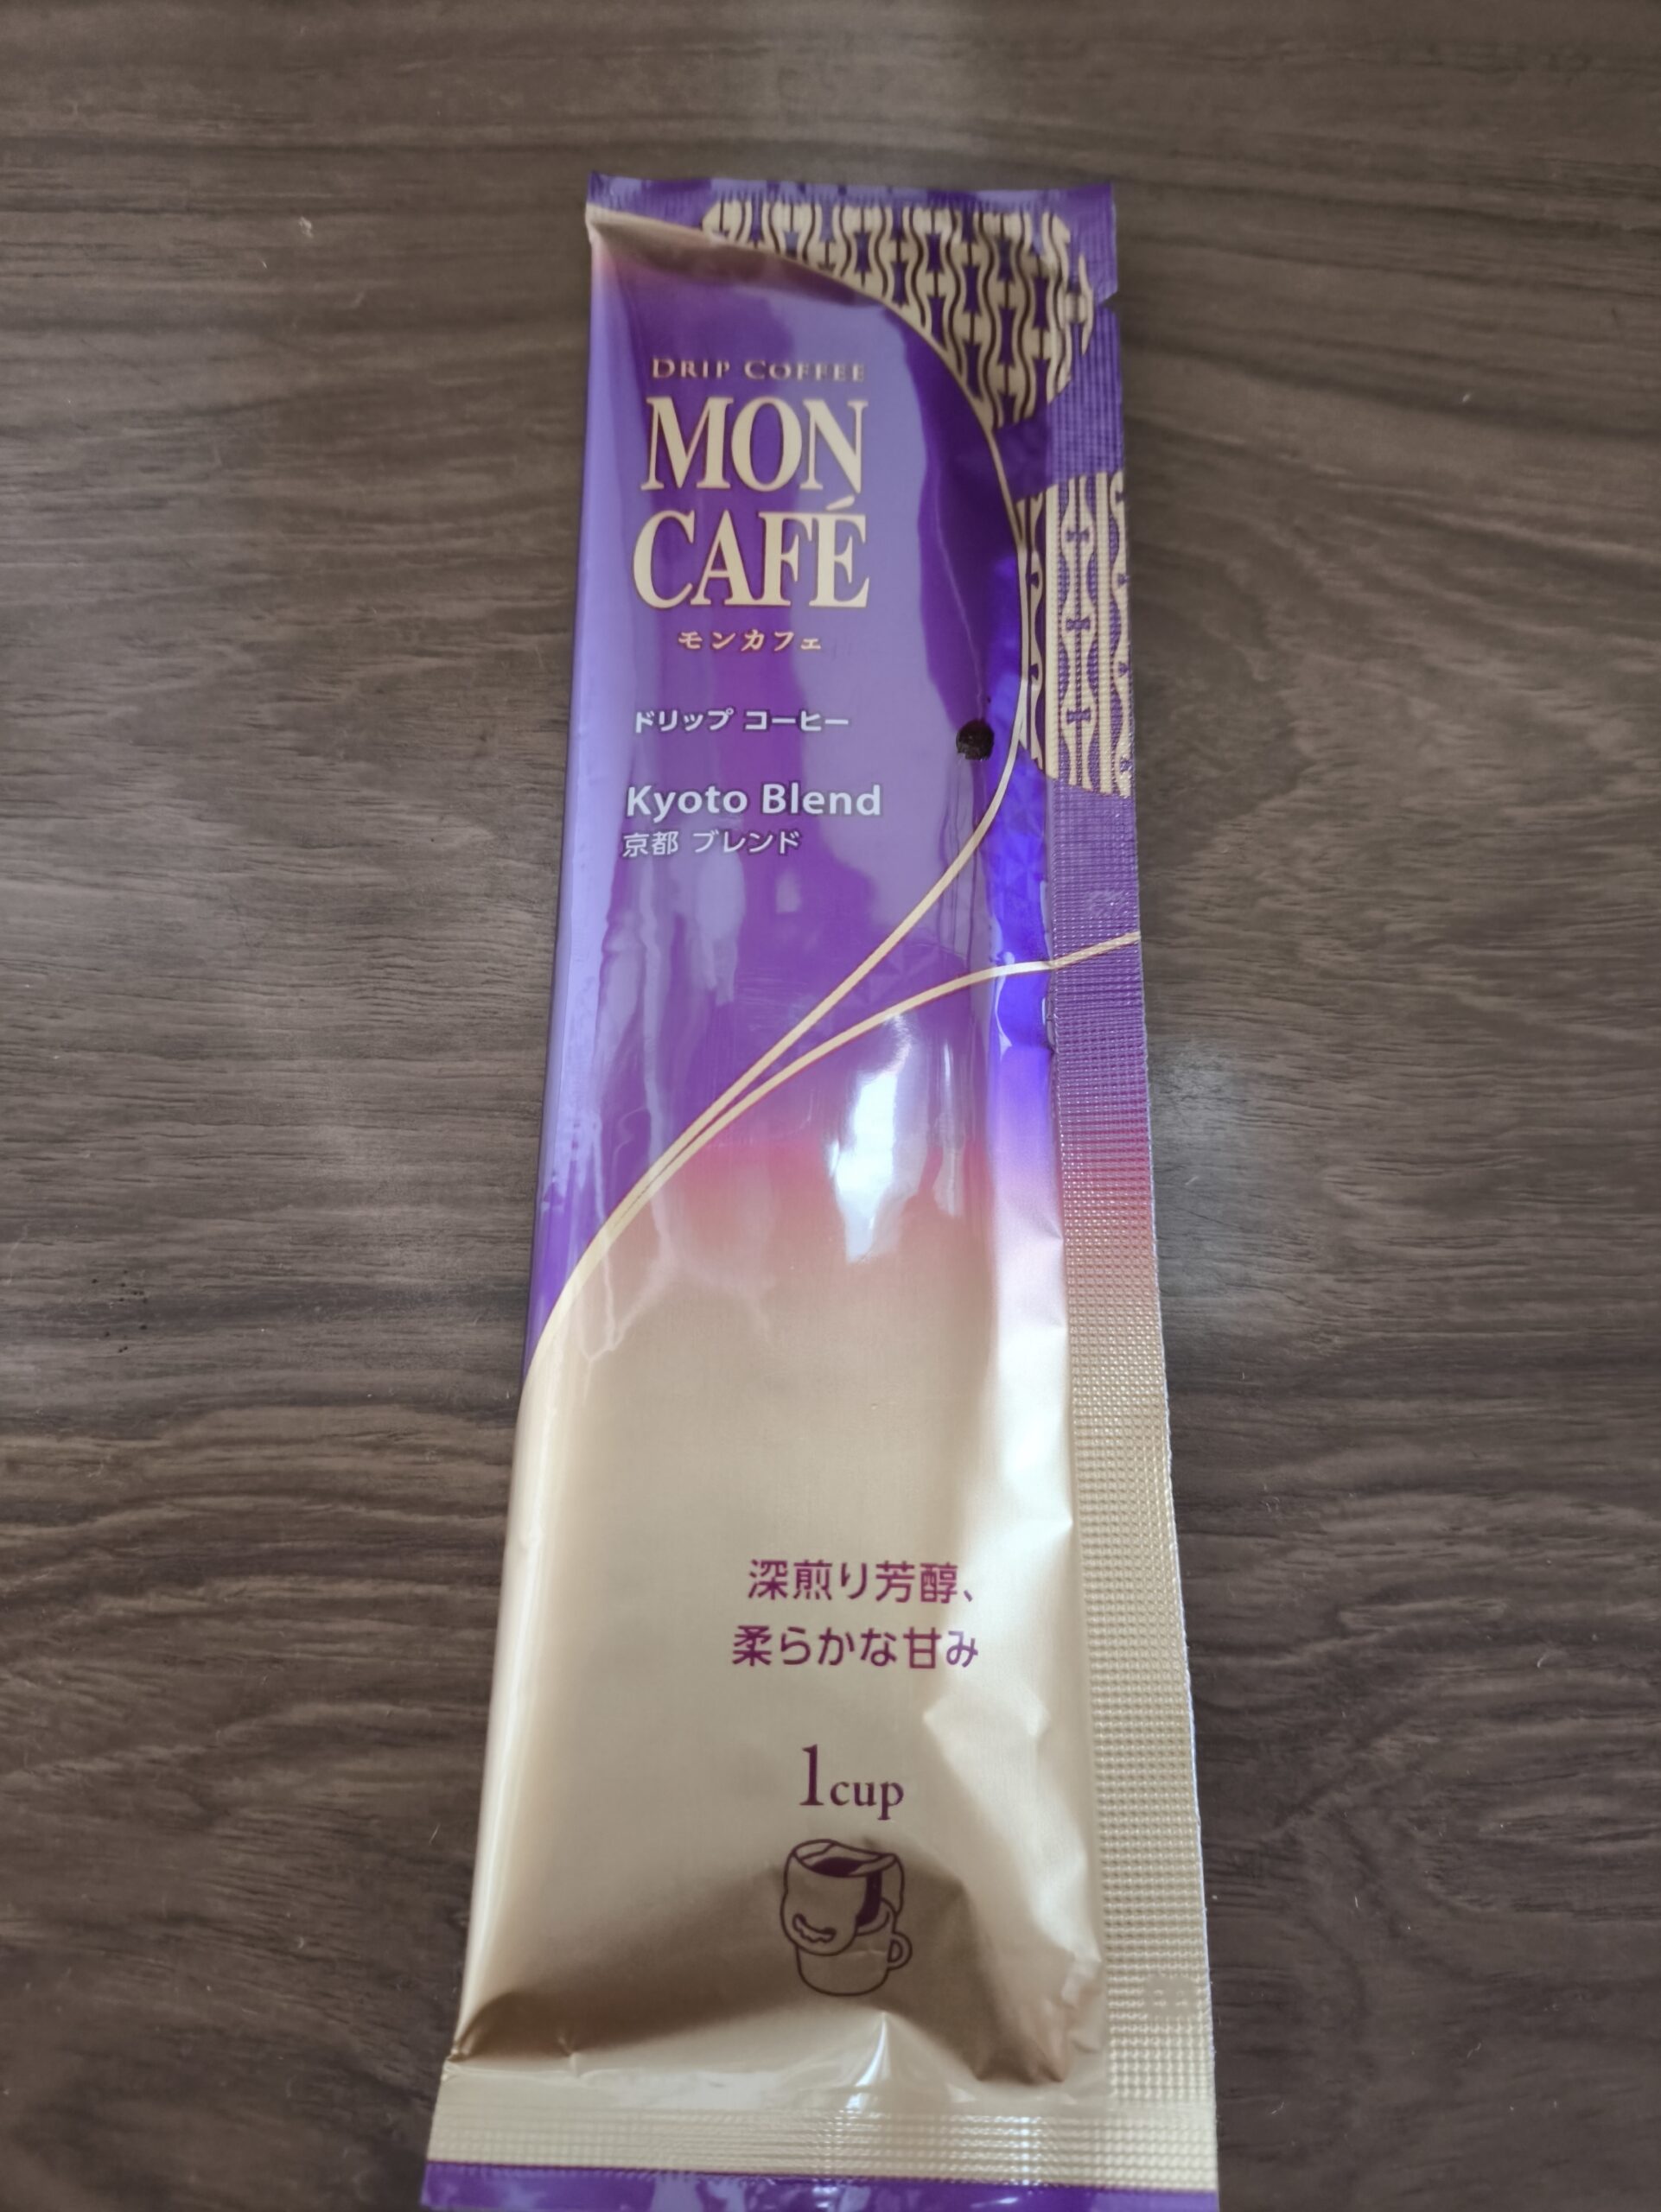 DRIP COFFEE
MON
CAFÉ
モンカフェ
ドリップ コーヒー
Kyoto Blend
京都 ブレンド
深煎り芳醇、
柔らかな甘み
1cup